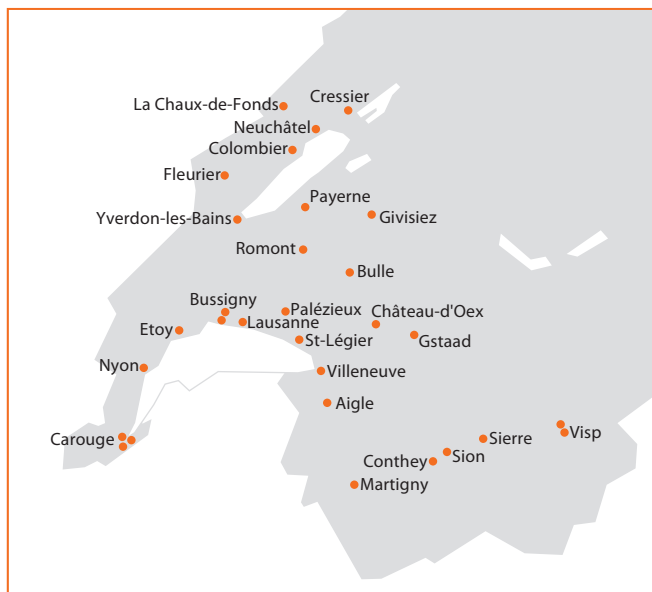 Cressier
La Chaux-de-Fonds
Neuchâtel
Colombier
Fleurier
Payerne
Givisiez
Yverdon-les-Bains
Romont
Bulle
Bussigny
Palézieux
Château-d'Oex
Lausanne
Etoy
St-Légier
Gstaad
Nyon
Villeneuve
Aigle
Carouge
Sierre
Visp
Sion
Conthey
Martigny